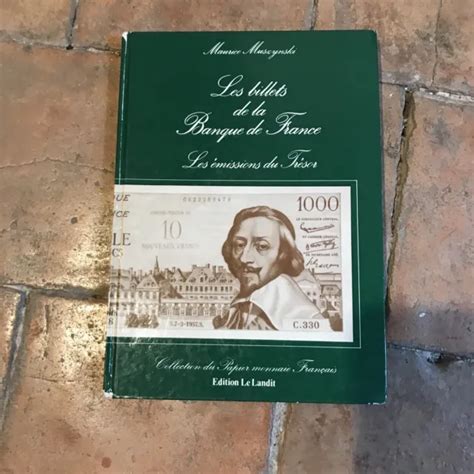 Maurice Muszynski
Les billets
de la
Banque de France
Les émissions du Trésor
1000
10
NOUVEAUX FRANCS
C.330
Collection du Papier monnaie Français
Edition Le Landit